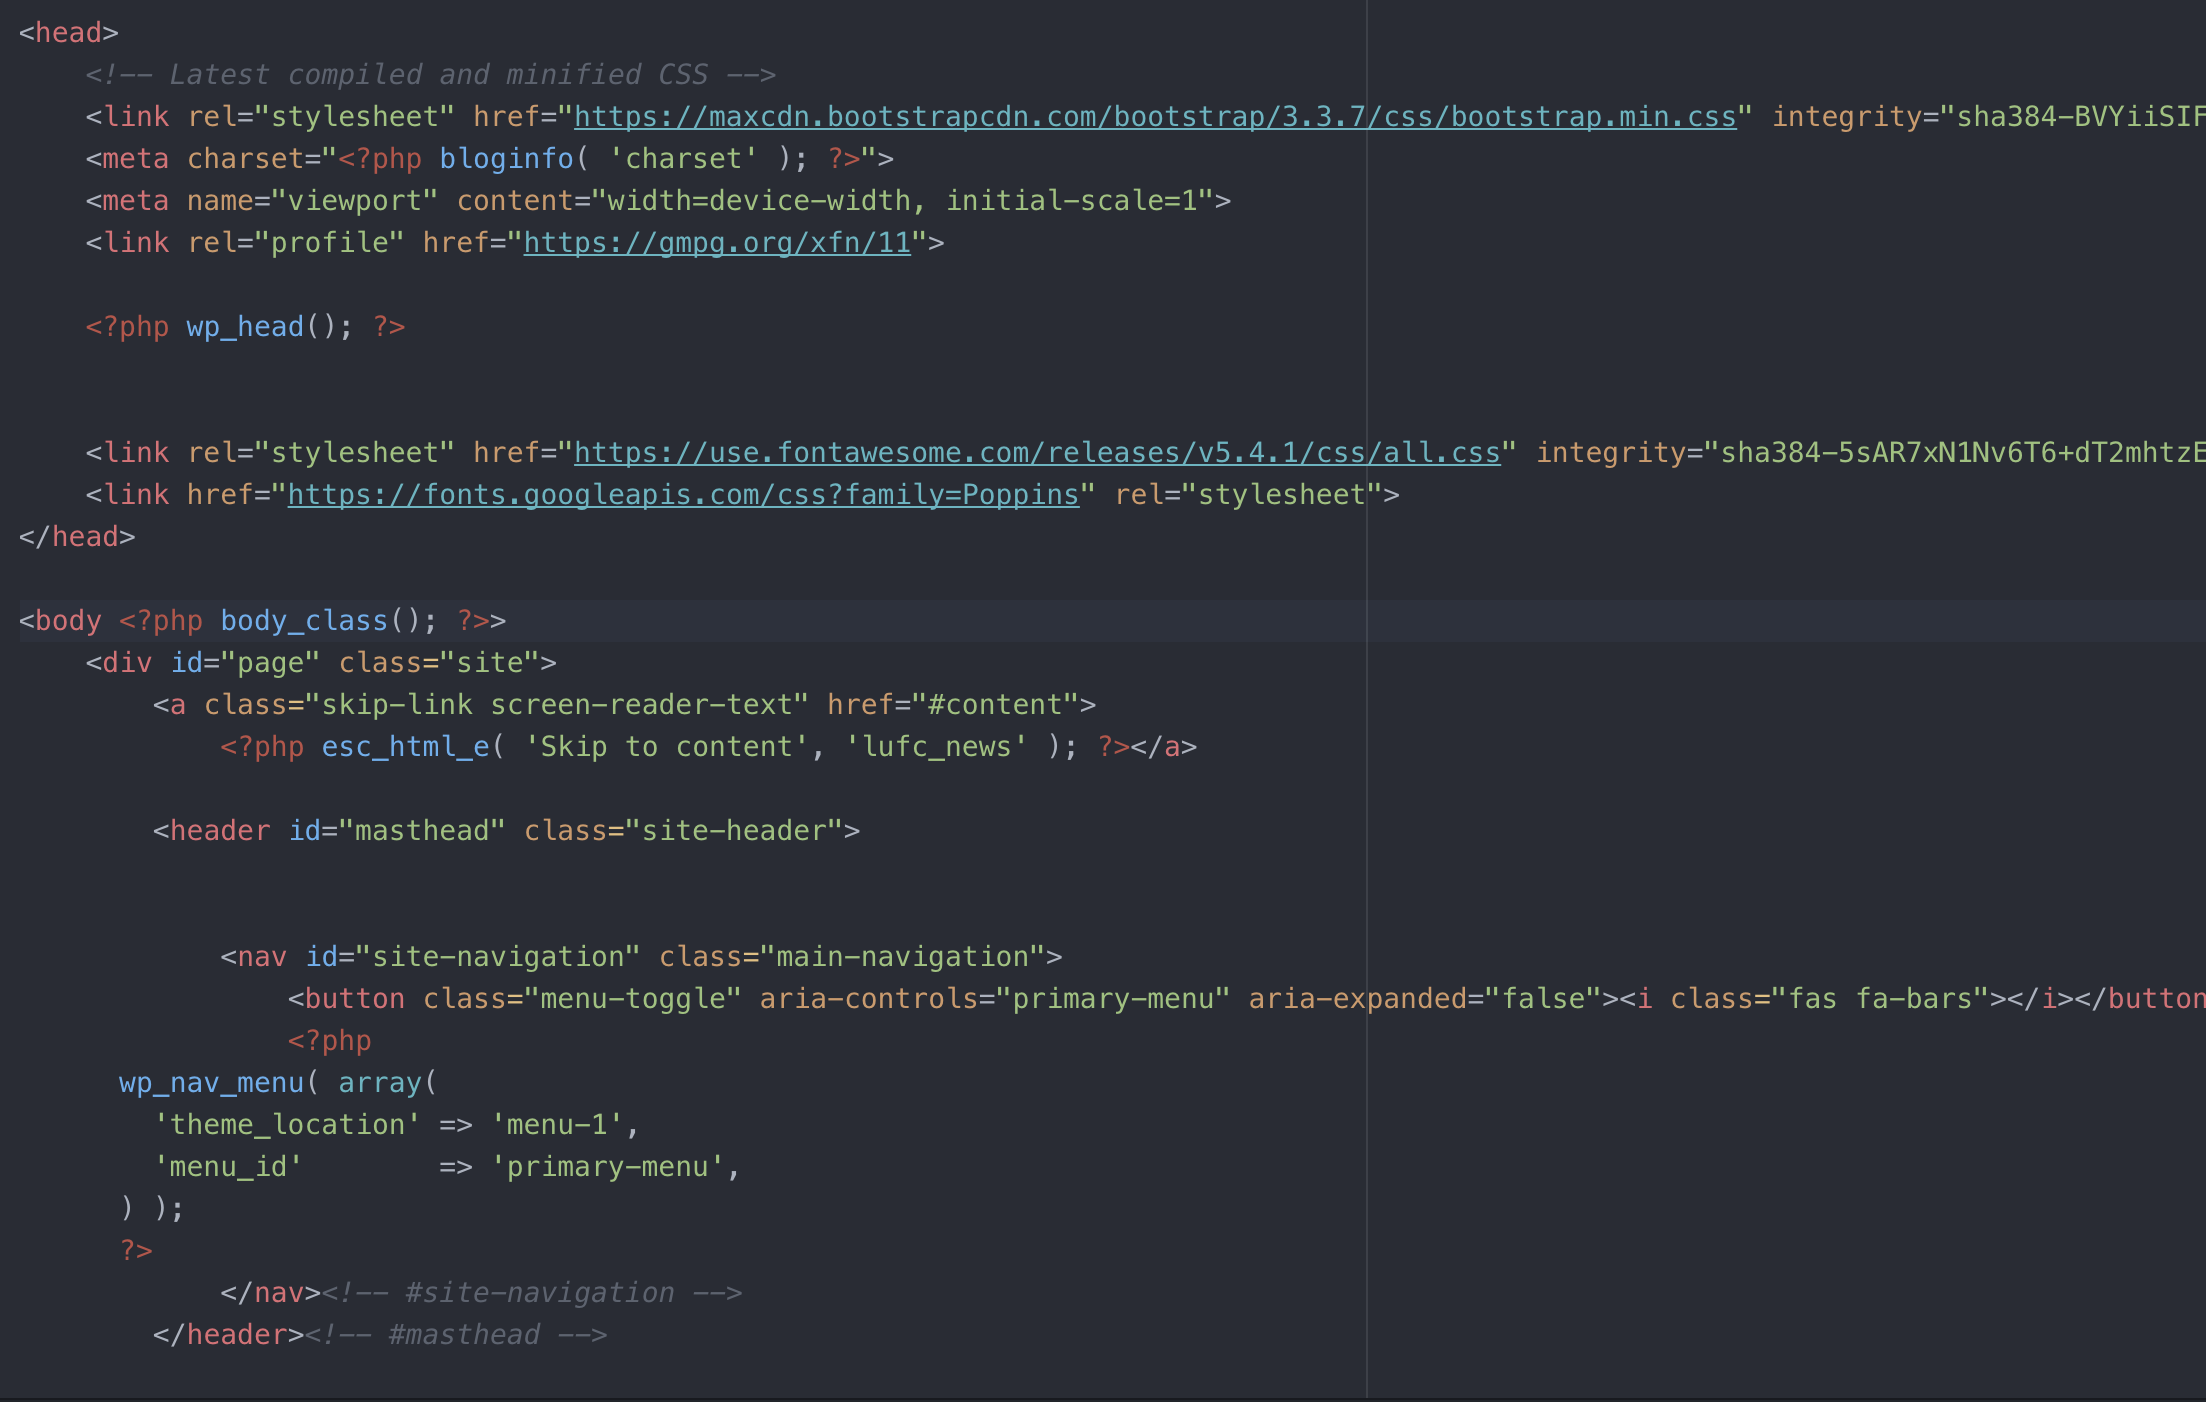 <head>
<!-- Latest compiled and minified CSS -->
<link rel="stylesheet" href="https://maxcdn.bootstrapcdn.com/bootstrap/3.3.7/css/bootstrap.min.css" integrity="sha384-BVYiiSIF
<meta charset="<?php bloginfo( 'charset' ); ?>">
<meta name="viewport" content="width=device-width, initial-scale=1">
<link rel="profile" href="https://gmpg.org/xfn/11">
<?php wp_head(); ?>
<link rel="stylesheet" href="https://use.fontawesome.com/releases/v5.4.1/css/all.css" integrity="sha384-5sAR7xN1Nv6T6+dT2mhtzE
<link href="https://fonts.googleapis.com/css?family=Poppins" rel="stylesheet">
</head>
<body <?php body_class(); ?>>
<div id="page" class="site">
<a class="skip-link screen-reader-text" href="#content">
<?php esc_html_e( 'Skip to content', 'lufc_news' ); ?></a>
<header id="masthead" class="site-header">
<nav id="site-navigation" class="main-navigation">
<button class="menu-toggle" aria-controls="primary-menu" aria-expanded="false"><i class="fas fa-bars"></i></button
<?php
wp_nav_menu( array(
'theme_location' => 'menu-1',
'menu_id'        => 'primary-menu',
) );
?>
</nav><!-- #site-navigation -->
</header><!-- #masthead -->